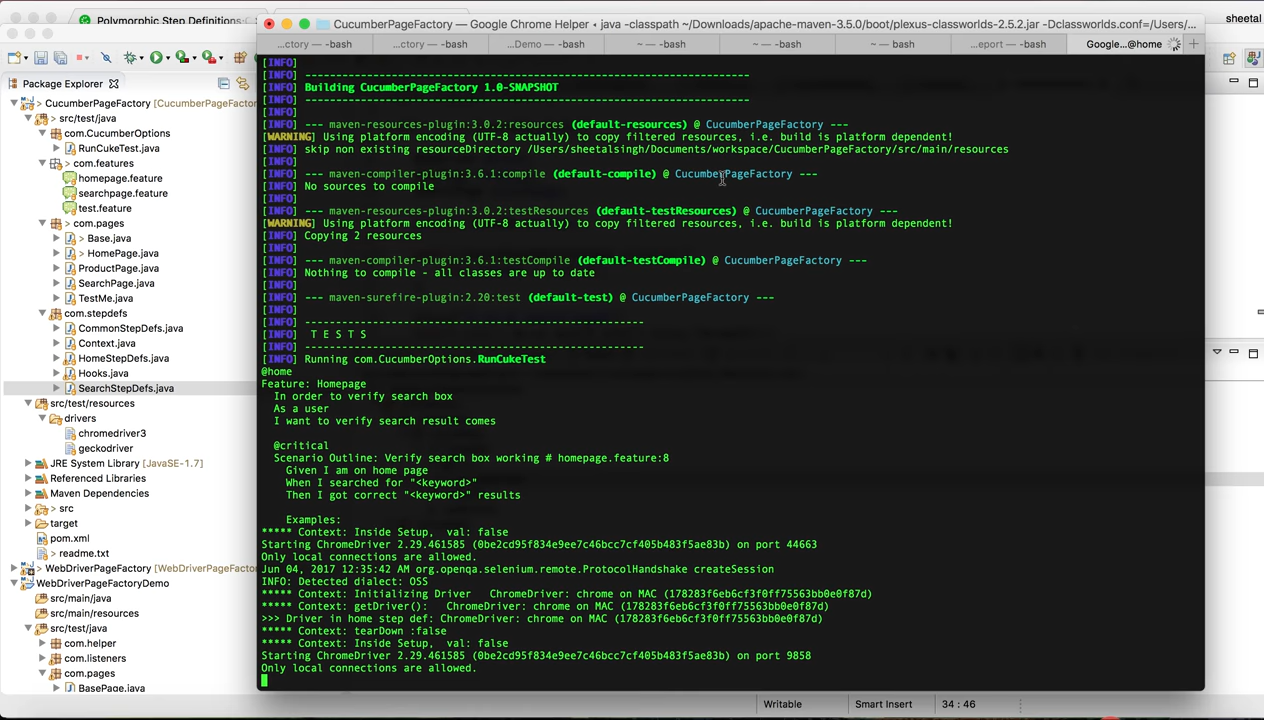 Polymorphic Step Definitions
sheetal
CucumberPageFactory — Google Chrome Helper ◂ java -classpath ~/Downloads/apache-maven-3.5.0/boot/plexus-classworlds-2.5.2.jar -Dclassworlds.conf=/Users/...
...ctory — -bash
...ctory — -bash
...Demo — -bash
~ — -bash
~ — -bash
~ — -bash
...eport — -bash
Google...@home
Package Explorer
> CucumberPageFactory [CucumberPageFactor
> src/test/java
com.CucumberOptions
RunCukeTest.java
> com.features
homepage.feature
searchpage.feature
test.feature
> com.pages
> Base.java
> HomePage.java
ProductPage.java
SearchPage.java
TestMe.java
com.stepdefs
CommonStepDefs.java
Context.java
HomeStepDefs.java
Hooks.java
SearchStepDefs.java
src/test/resources
drivers
chromedriver3
geckodriver
JRE System Library [JavaSE-1.7]
Referenced Libraries
Maven Dependencies
> src
target
pom.xml
> readme.txt
> WebDriverPageFactory [WebDriverPageFacto
WebDriverPageFactoryDemo
src/main/java
src/main/resources
src/test/java
com.helper
com.listeners
com.pages
BasePage.java
[INFO]
[INFO] ------------------------------------------------------------------------
[INFO] Building CucumberPageFactory 1.0-SNAPSHOT
[INFO] ------------------------------------------------------------------------
[INFO]
[INFO] --- maven-resources-plugin:3.0.2:resources (default-resources) @ CucumberPageFactory ---
[WARNING] Using platform encoding (UTF-8 actually) to copy filtered resources, i.e. build is platform dependent!
[INFO] skip non existing resourceDirectory /Users/sheetalsingh/Documents/workspace/CucumberPageFactory/src/main/resources
[INFO]
[INFO] --- maven-compiler-plugin:3.6.1:compile (default-compile) @ CucumberPageFactory ---
[INFO] No sources to compile
[INFO]
[INFO] --- maven-resources-plugin:3.0.2:testResources (default-testResources) @ CucumberPageFactory ---
[WARNING] Using platform encoding (UTF-8 actually) to copy filtered resources, i.e. build is platform dependent!
[INFO] Copying 2 resources
[INFO]
[INFO] --- maven-compiler-plugin:3.6.1:testCompile (default-testCompile) @ CucumberPageFactory ---
[INFO] Nothing to compile - all classes are up to date
[INFO]
[INFO] --- maven-surefire-plugin:2.20:test (default-test) @ CucumberPageFactory ---
[INFO]
[INFO] -------------------------------------------------------
[INFO]  T E S T S
[INFO] -------------------------------------------------------
[INFO] Running com.CucumberOptions.RunCukeTest
@home
Feature: Homepage
In order to verify search box
As a user
I want to verify search result comes
@critical
Scenario Outline: Verify search box working # homepage.feature:8
Given I am on home page
When I searched for "<keyword>"
Then I got correct "<keyword>" results
Examples:
***** Context: Inside Setup, val: false
Starting ChromeDriver 2.29.461585 (0be2cd95f834e9ee7c46bcc7cf405b483f5ae83b) on port 44663
Only local connections are allowed.
Jun 04, 2017 12:35:42 AM org.openqa.selenium.remote.ProtocolHandshake createSession
INFO: Detected dialect: OSS
***** Context: Initializing Driver   ChromeDriver: chrome on MAC (178283f6eb6cf3f0ff75563bb0e0f87d)
***** Context: getDriver():   ChromeDriver: chrome on MAC (178283f6eb6cf3f0ff75563bb0e0f87d)
>>> Driver in home step def: ChromeDriver: chrome on MAC (178283f6eb6cf3f0ff75563bb0e0f87d)
***** Context: tearDown :false
***** Context: Inside Setup, val: false
Starting ChromeDriver 2.29.461585 (0be2cd95f834e9ee7c46bcc7cf405b483f5ae83b) on port 9858
Only local connections are allowed.
Writable
Smart Insert
34 : 46